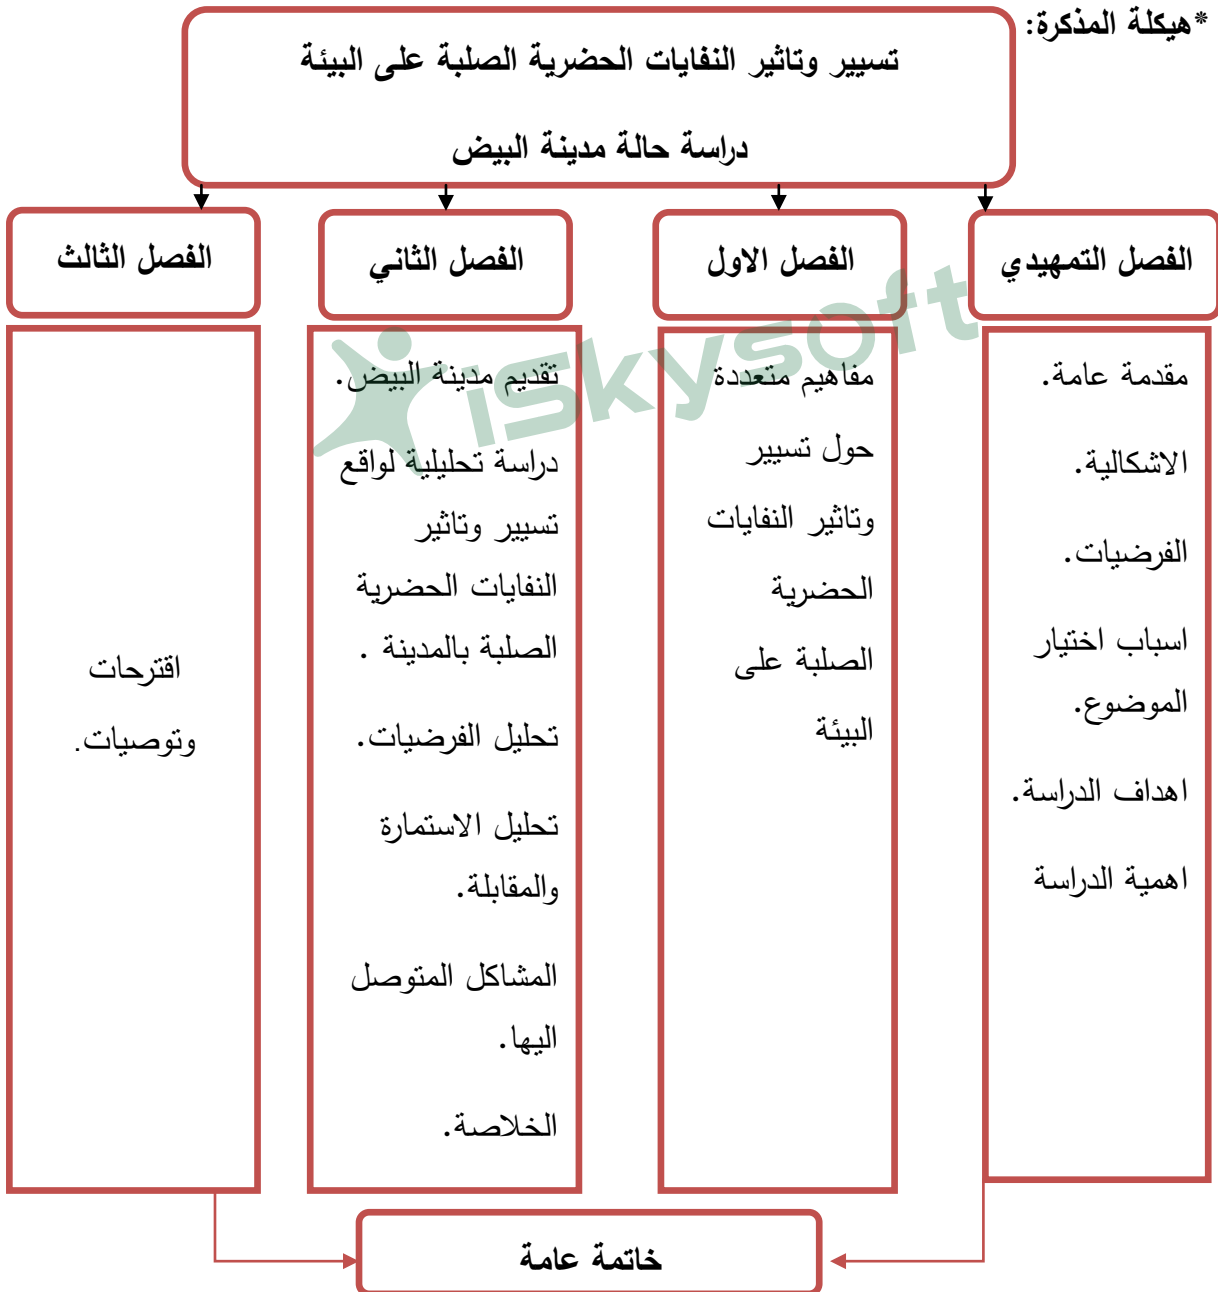 *هيكلة المذكرة:
تسيير وتاثير النفايات الحضرية الصلبة على البيئة
دراسة حالة مدينة البيض
الفصل التمهيدي
مقدمة عامة.
الاشكالية.
الفرضيات.
اسباب اختيار
الموضوع.
اهداف الدراسة.
اهمية الدراسة
الفصل الاول
مفاهيم متعددة
حول تسيير
وتاثير النفايات
الحضرية
الصلبة على
البيئة
الفصل الثاني
تقديم مدينة البيض.
دراسة تحليلية لواقع
تسيير وتاثير
النفايات الحضرية
الصلبة بالمدينة .
تحليل الفرضيات.
تحليل الاستمارة
والمقابلة.
المشاكل المتوصل
اليها.
الخلاصة.
الفصل الثالث
اقترحات
وتوصيات.
خاتمة عامة
iskysoft